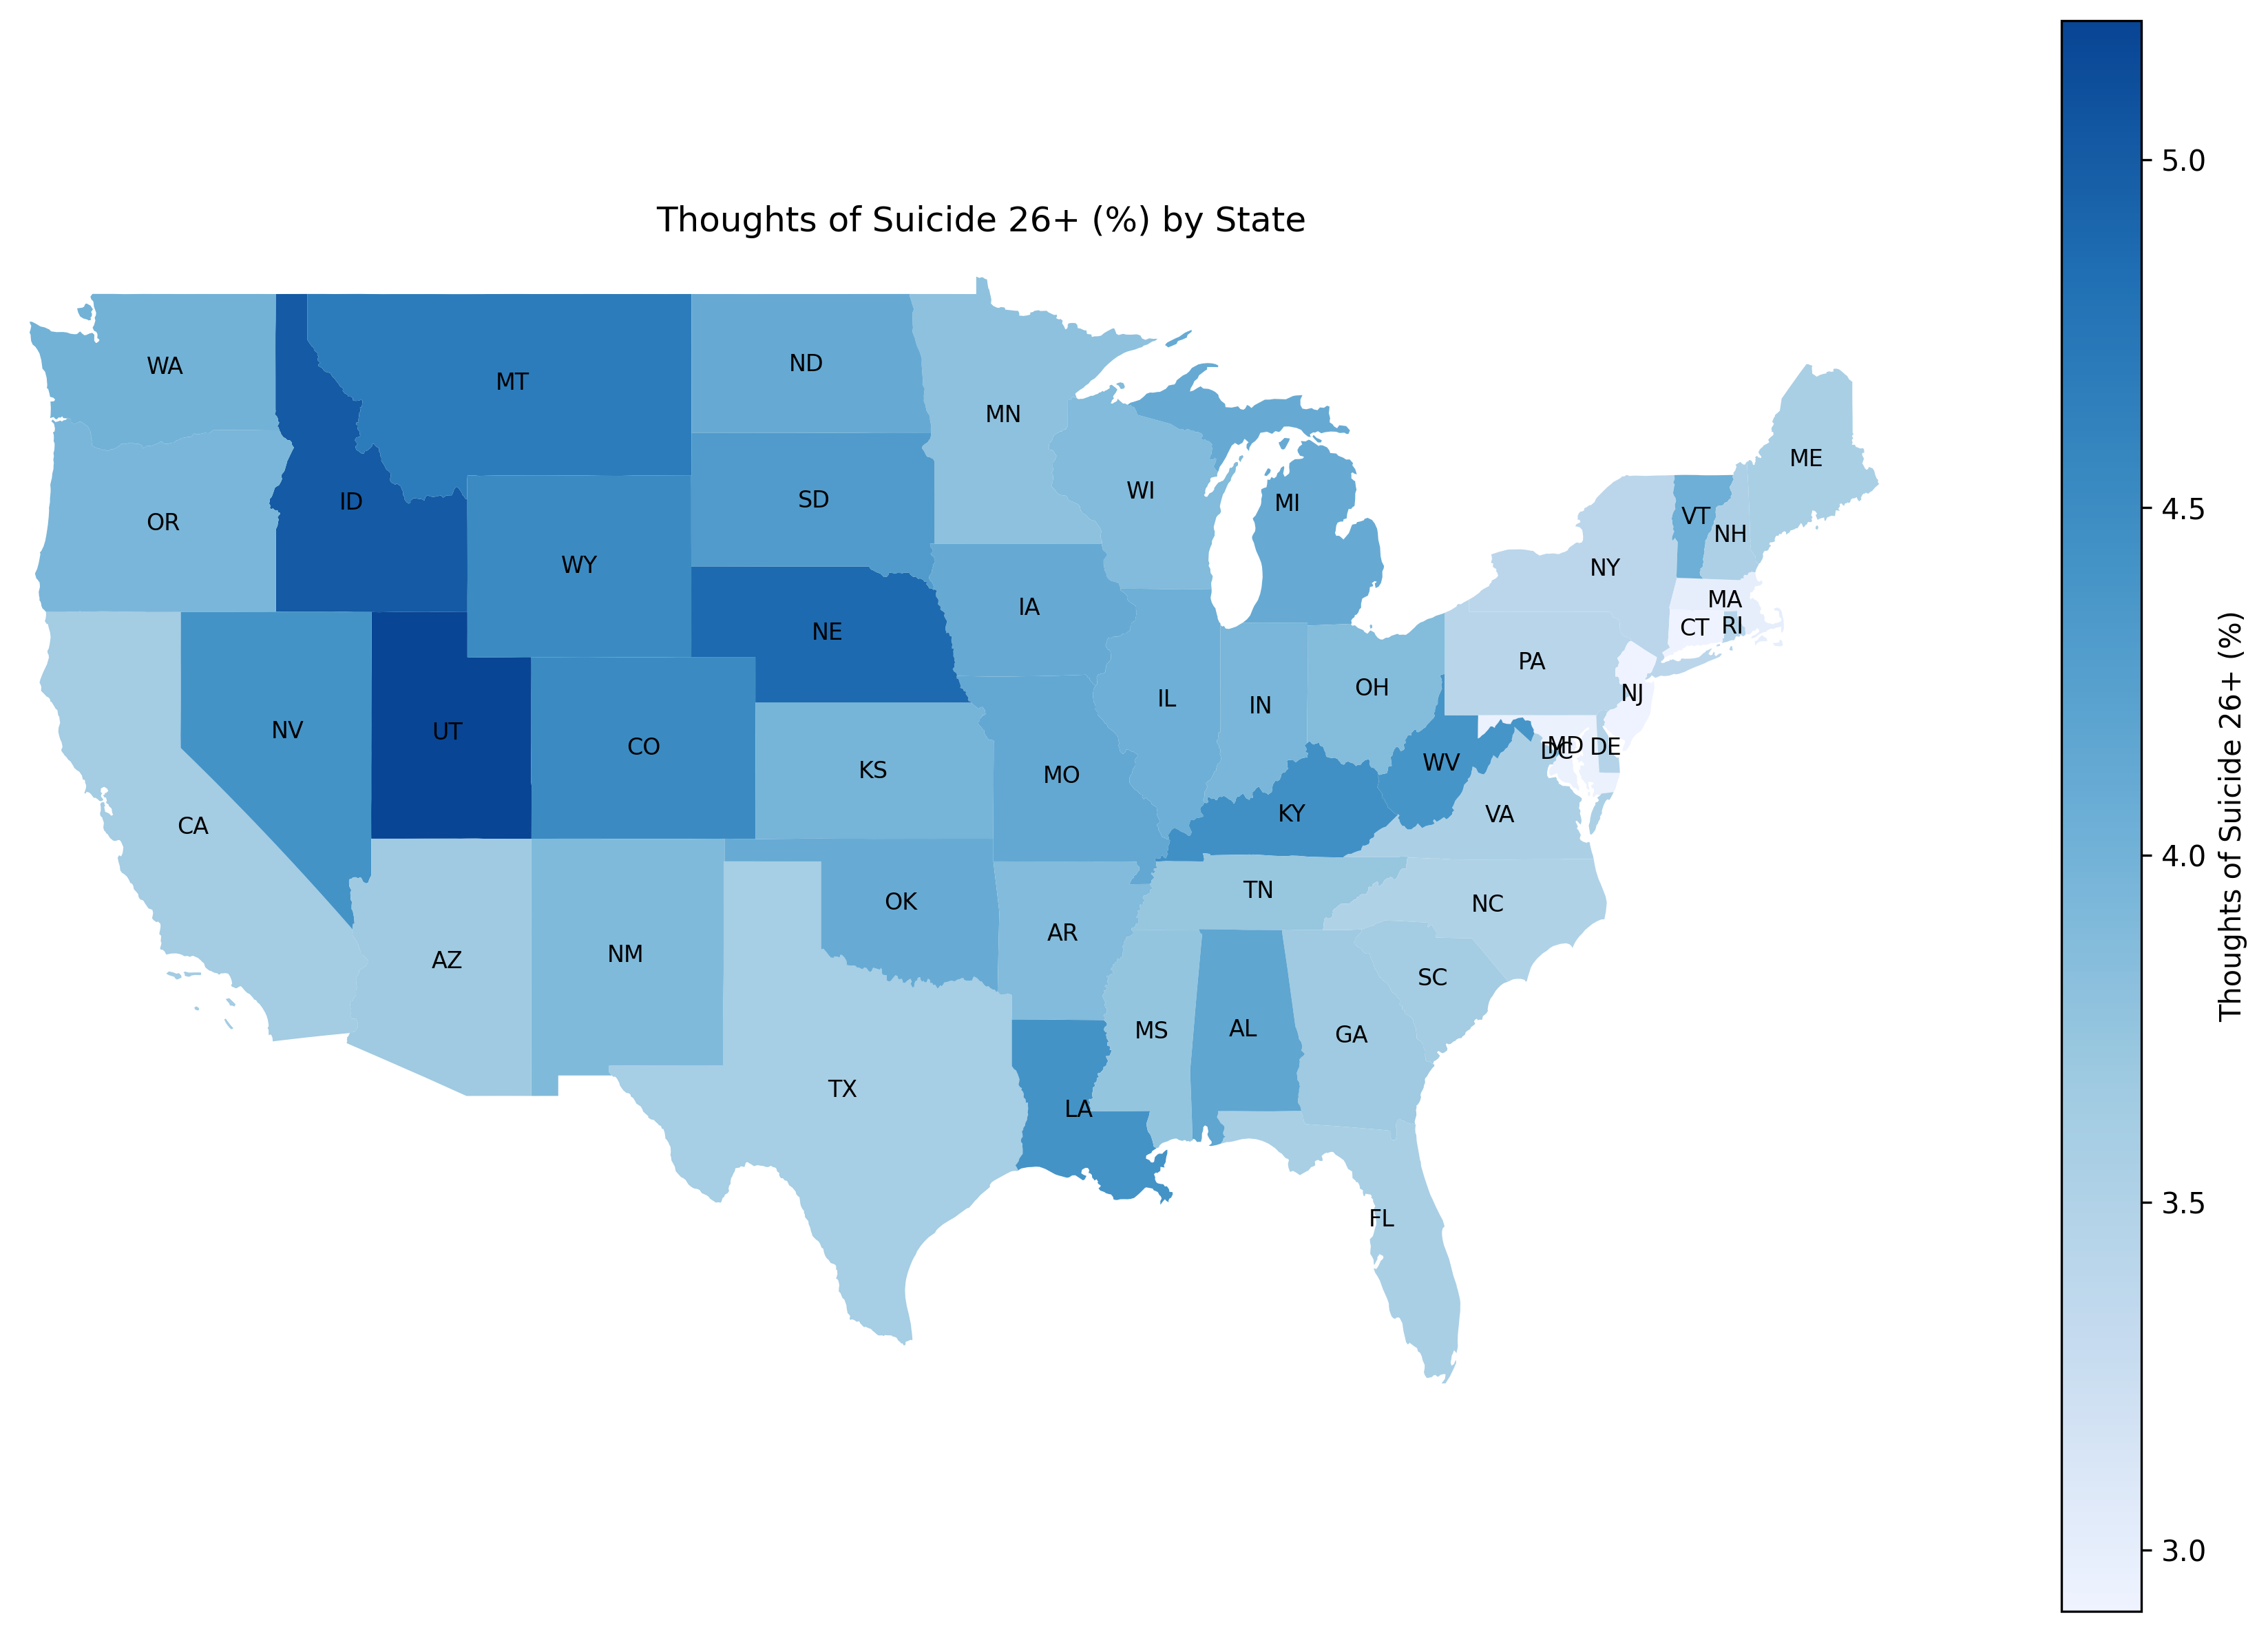 Thoughts of Suicide 26+ (%) by State
WA
MT
ND
MN
ME
OR
ID
WY
SD
WI
MI
VT
NH
NY
MA
CT
RI
NE
IA
PA
NV
UT
CO
KS
MO
IL
IN
OH
NJ
WV
DC
MD
DE
KY
VA
CA
AZ
NM
OK
AR
TN
NC
SC
MS
AL
GA
TX
LA
FL
5.0
4.5
4.0
3.5
3.0
Thoughts of Suicide 26+ (%)